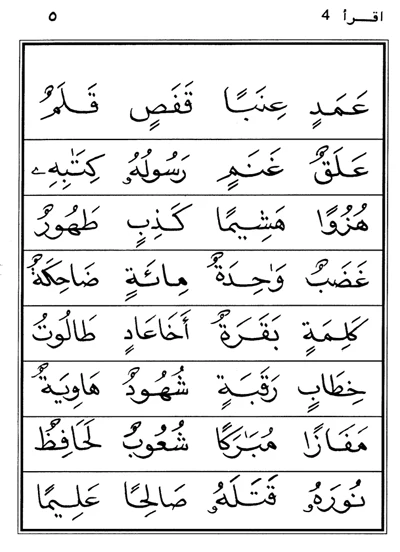 اقرأ 4 ٥
عَمَدٍ عِنَبًا قَفَصٍ قَلَمٌ
عَلَقٌ غَنَمٍ رَسُولُهُۥ كِتَٰبِهِۦ
هُزُوًا هَشِيمًا كَذِبٍ طَهُورٌ
غَضَبٌ وَٰحِدَةٌ مِائَةٍ ضَاحِكَةٌ
كَلِمَةٍ بَقَرَةٌ أَخَاعَادٍ طَالُوتُ
خِطَابٍ رَقَبَةٍ شُهُودٌ هَاوِيَةٌ
مَفَازًا مُبَٰرَكًا شُعُوبٌ لَحَافِظٌ
نُورَهُۥ قَتَلَهُۥ صَالِحًا عَلِيمًا